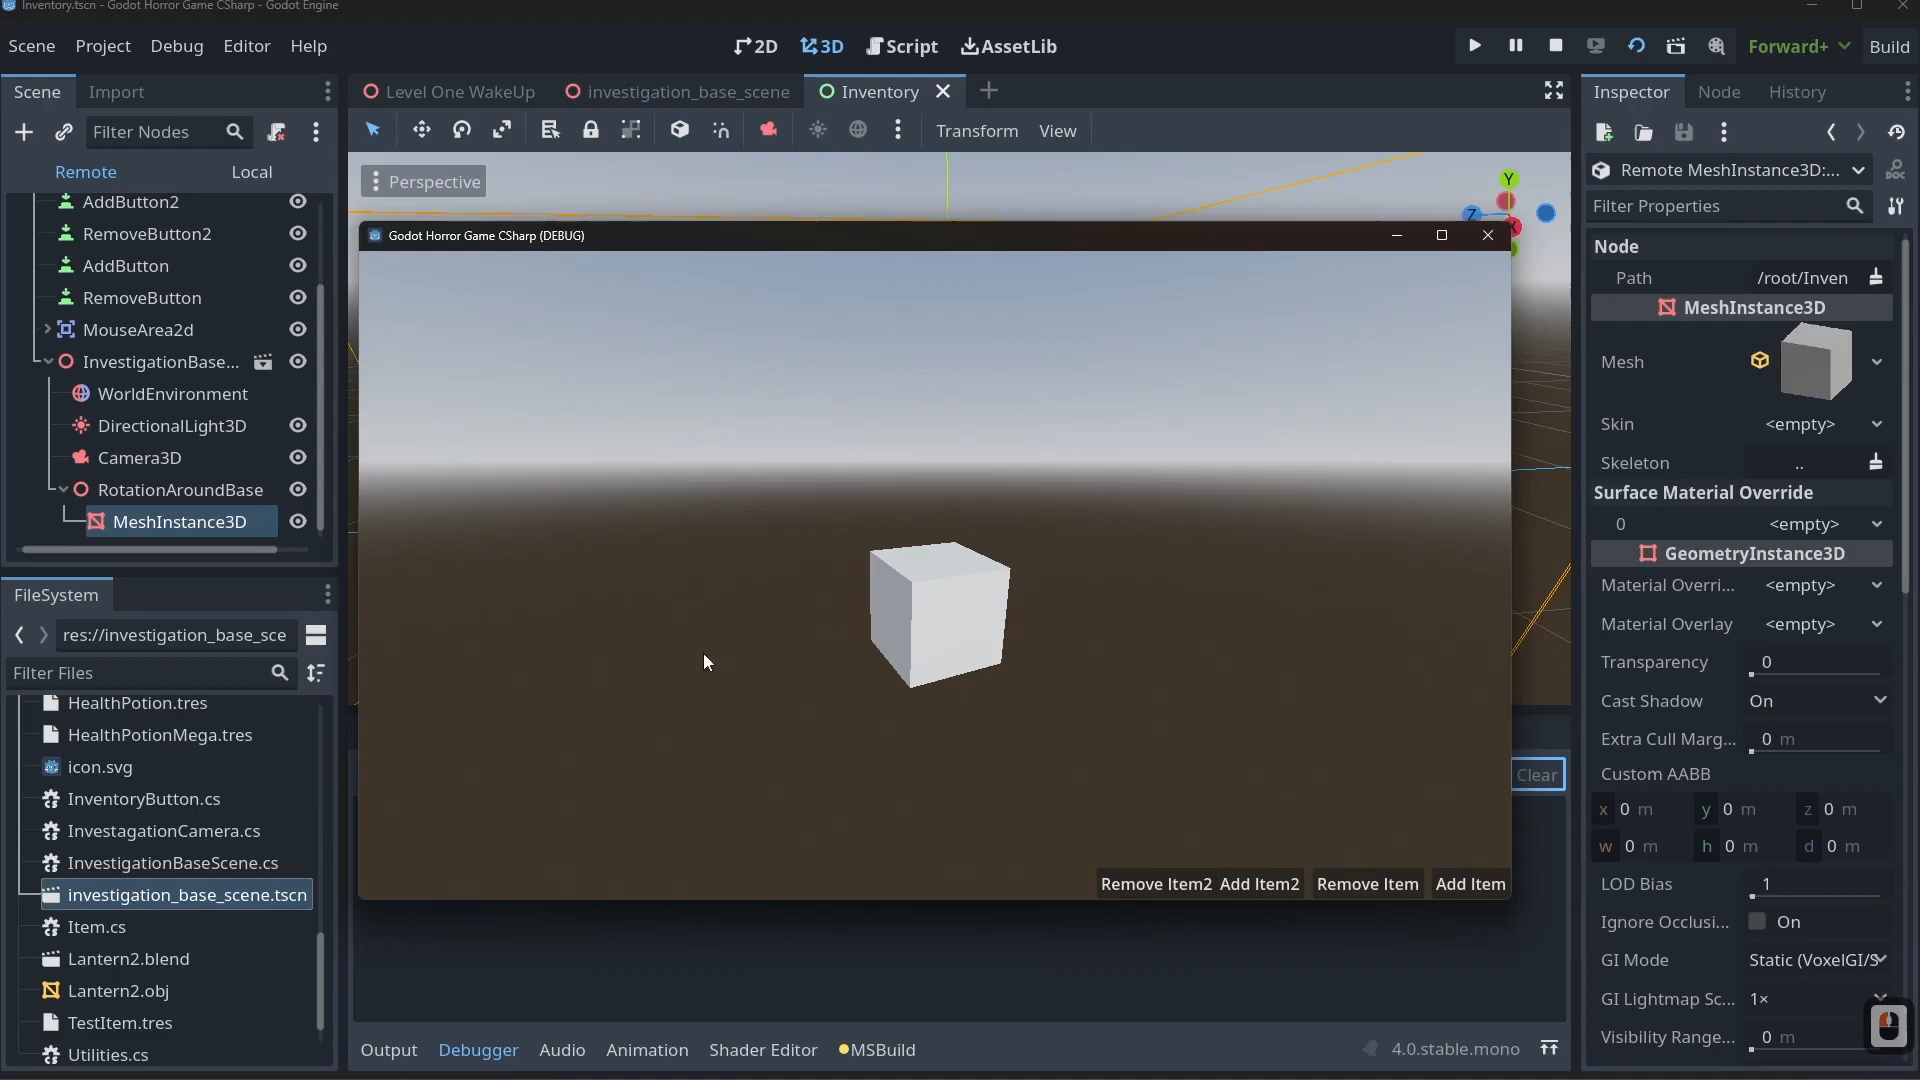 Inventory.tscn - Godot Horror Game CSharp - Godot Engine
Scene Project Debug Editor Help
2D 3D Script AssetLib
Forward+ Build
Scene Import
Level One WakeUp investigation_base_scene Inventory
Inspector Node History
Filter Nodes
Transform View
Remote Local
Perspective
Y
Z
X
Remote MeshInstance3D:...
DOC
Filter Properties
AddButton2
RemoveButton2
AddButton
RemoveButton
MouseArea2d
InvestigationBase...
WorldEnvironment
DirectionalLight3D
Camera3D
RotationAroundBase
MeshInstance3D
Godot Horror Game CSharp (DEBUG)
Remove Item2 Add Item2 Remove Item Add Item
Node
Path /root/Inven
MeshInstance3D
Mesh
Skin <empty>
Skeleton ..
Surface Material Override
0 <empty>
GeometryInstance3D
Material Overri... <empty>
Material Overlay <empty>
Transparency 0
Cast Shadow On
Extra Cull Marg... 0 m
Custom AABB
x 0 m y 0 m z 0 m
w 0 m h 0 m d 0 m
LOD Bias 1
Ignore Occlusi... On
GI Mode Static (VoxelGI/S
GI Lightmap Sc... 1×
Visibility Range... 0 m
FileSystem
res://investigation_base_sce
Filter Files
HealthPotion.tres
HealthPotionMega.tres
icon.svg
InventoryButton.cs
InvestagationCamera.cs
InvestigationBaseScene.cs
investigation_base_scene.tscn
Item.cs
Lantern2.blend
Lantern2.obj
TestItem.tres
Utilities.cs
Clear
Output Debugger Audio Animation Shader Editor MSBuild
4.0.stable.mono